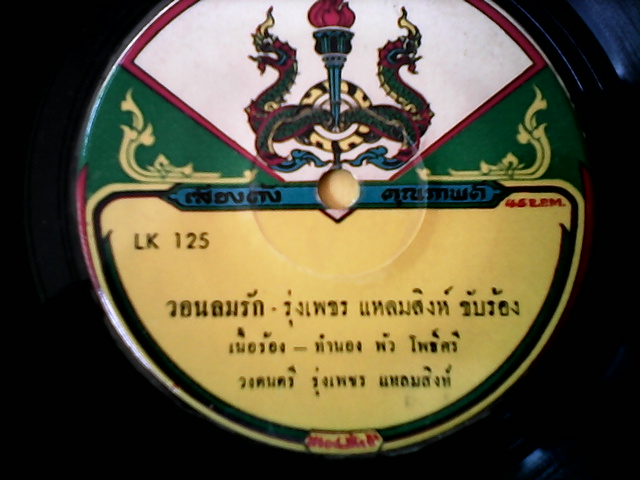 เสียงดัง คุณภาพดี 45 R.P.M.
LK 125
วอนลมรัก - รุ่งเพชร แหลมสิงห์ ขับร้อง
เนื้อร้อง — ทำนอง พัว โพธิ์ศรี
วงดนตรี รุ่งเพชร แหลมสิงห์